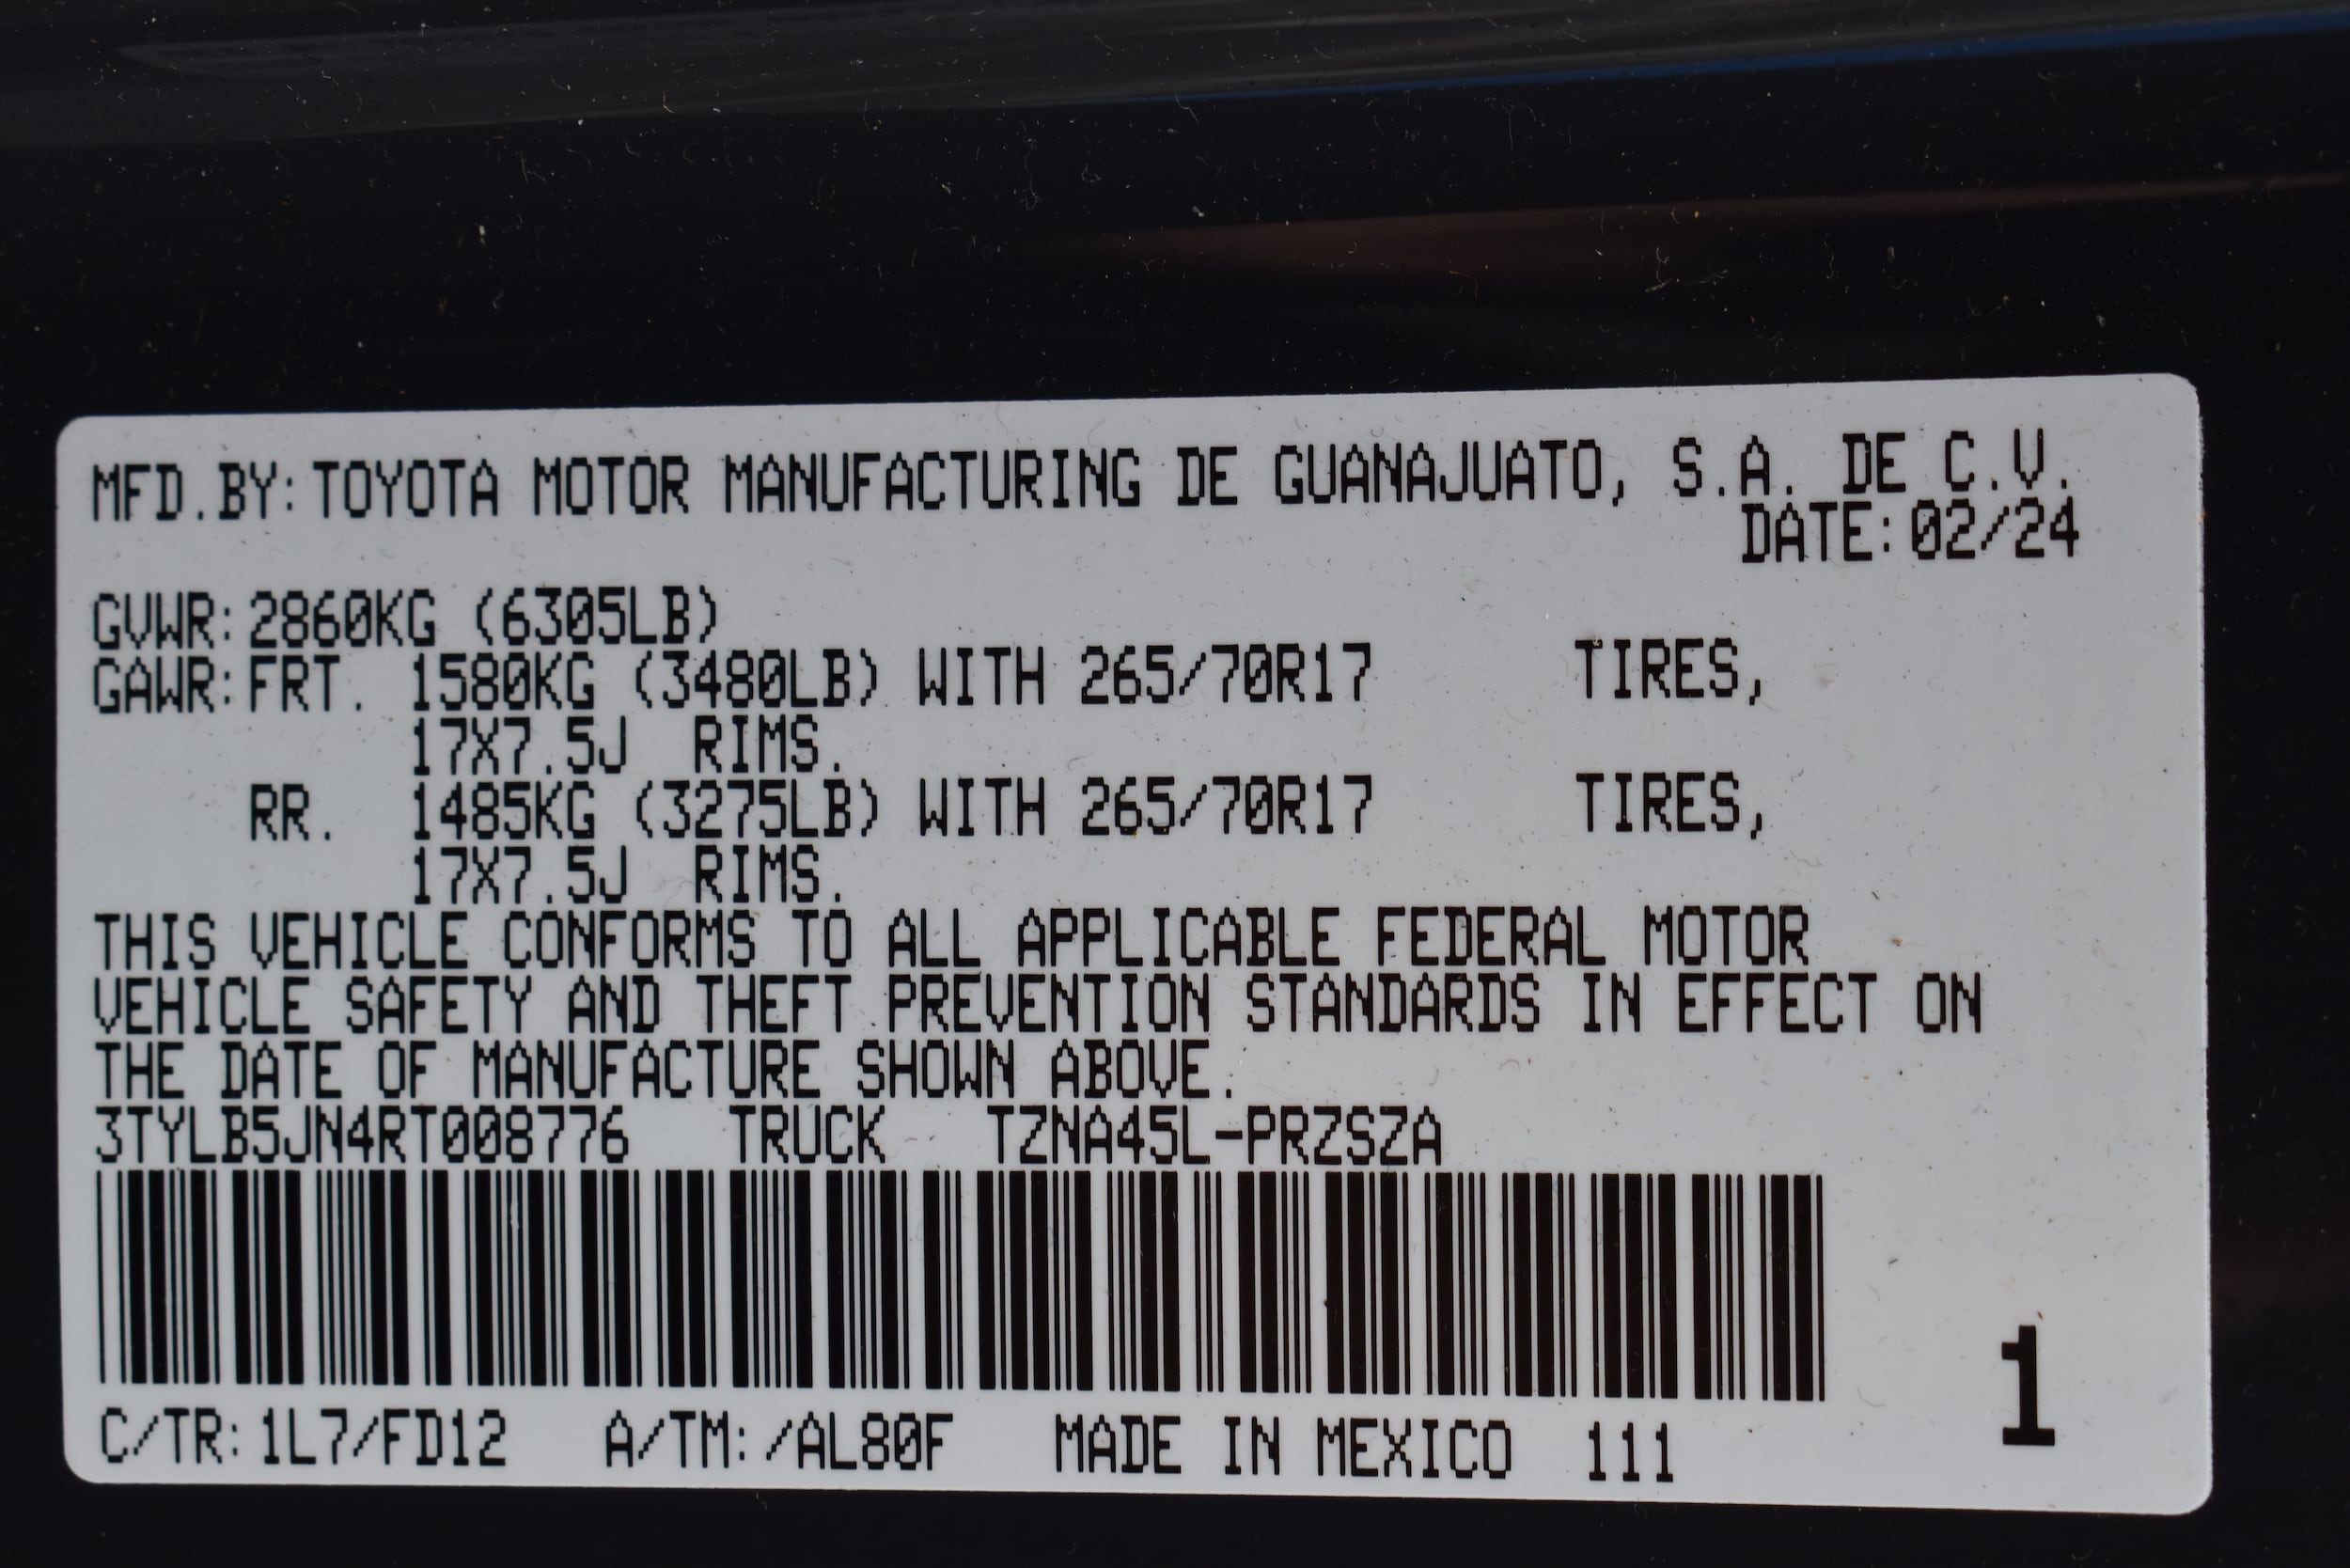 MFD.BY: TOYOTA MOTOR MANUFACTURING DE GUANAJUATO, S.A. DE C.V.
DATE: 02/24
GVWR: 2860KG (6305LB)
GAWR: FRT. 1580KG (3480LB) WITH 265/70R17 TIRES,
17X7.5J RIMS.
RR. 1485KG (3275LB) WITH 265/70R17 TIRES,
17X7.5J RIMS.
THIS VEHICLE CONFORMS TO ALL APPLICABLE FEDERAL MOTOR
VEHICLE SAFETY AND THEFT PREVENTION STANDARDS IN EFFECT ON
THE DATE OF MANUFACTURE SHOWN ABOVE.
3TYLB5JN4RT008776 TRUCK TZNA45L-PRZSZA
1
C/TR: 1L7/FD12 A/TM: /AL80F MADE IN MEXICO 111